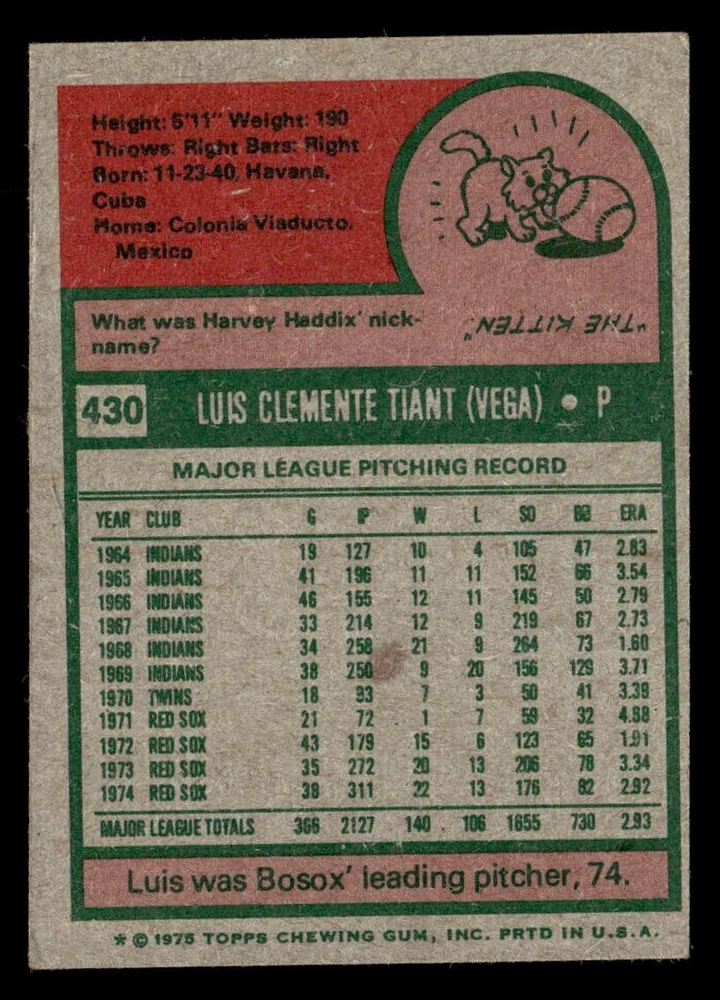 Height: 5'11" Weight: 190
Throws: Right Bats: Right
Born: 11-23-40, Havana,
Cuba
Home: Colonia Viaducto,
Mexico
What was Harvey Haddix' nick-
name?
"THE KITTEN".
430 LUIS CLEMENTE TIANT (VEGA) • P
MAJOR LEAGUE PITCHING RECORD
YEAR CLUB G IP W L SO BB ERA
1964 INDIANS 19 127 10 4 105 47 2.83
1965 INDIANS 41 196 11 11 152 66 3.54
1966 INDIANS 46 155 12 11 145 50 2.79
1967 INDIANS 33 214 12 9 219 67 2.73
1968 INDIANS 34 258 21 9 264 73 1.60
1969 INDIANS 38 250 9 20 156 129 3.71
1970 TWINS 18 93 7 3 50 41 3.39
1971 RED SOX 21 72 1 7 59 32 4.88
1972 RED SOX 43 179 15 6 123 65 1.91
1973 RED SOX 35 272 20 13 206 78 3.34
1974 RED SOX 38 311 22 13 176 82 2.92
MAJOR LEAGUE TOTALS 366 2127 140 106 1655 730 2.93
Luis was Bosox' leading pitcher, 74.
* © 1975 TOPPS CHEWING GUM, INC. PRTD IN U.S.A.